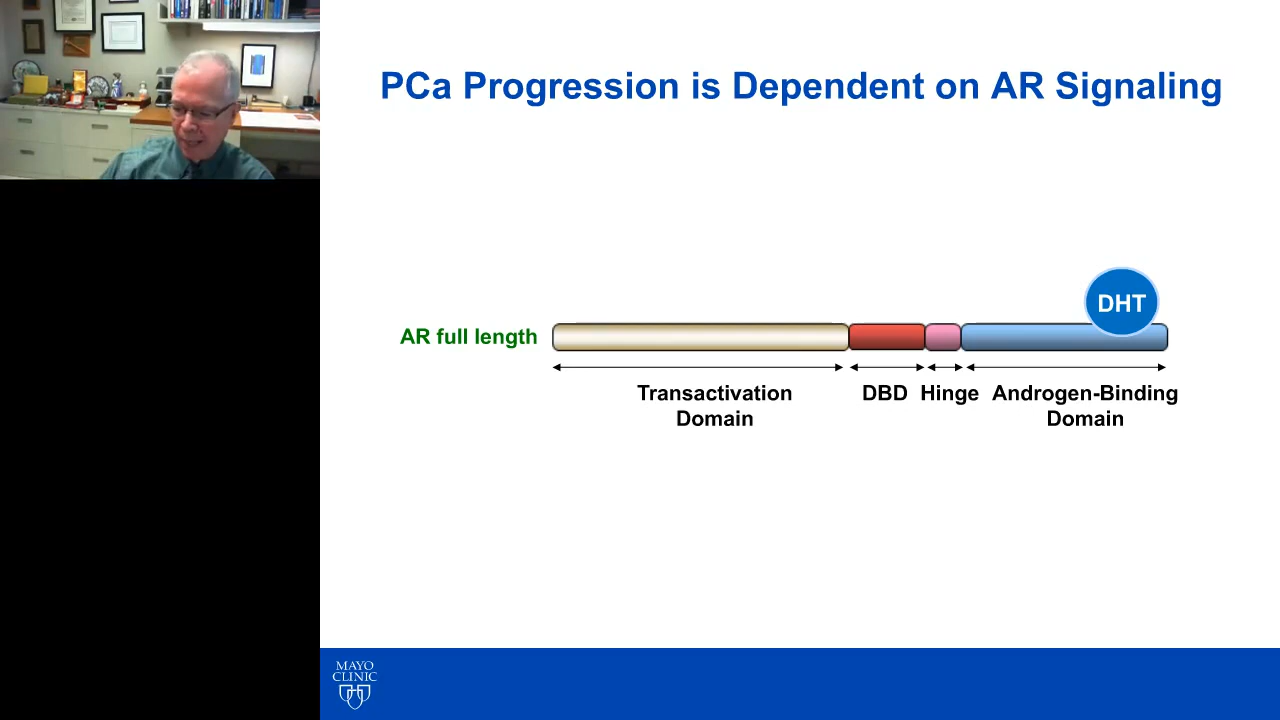 PCa Progression is Dependent on AR Signaling
DHT
AR full length
Transactivation
Domain
DBD
Hinge
Androgen-Binding
Domain
MAYO
CLINIC